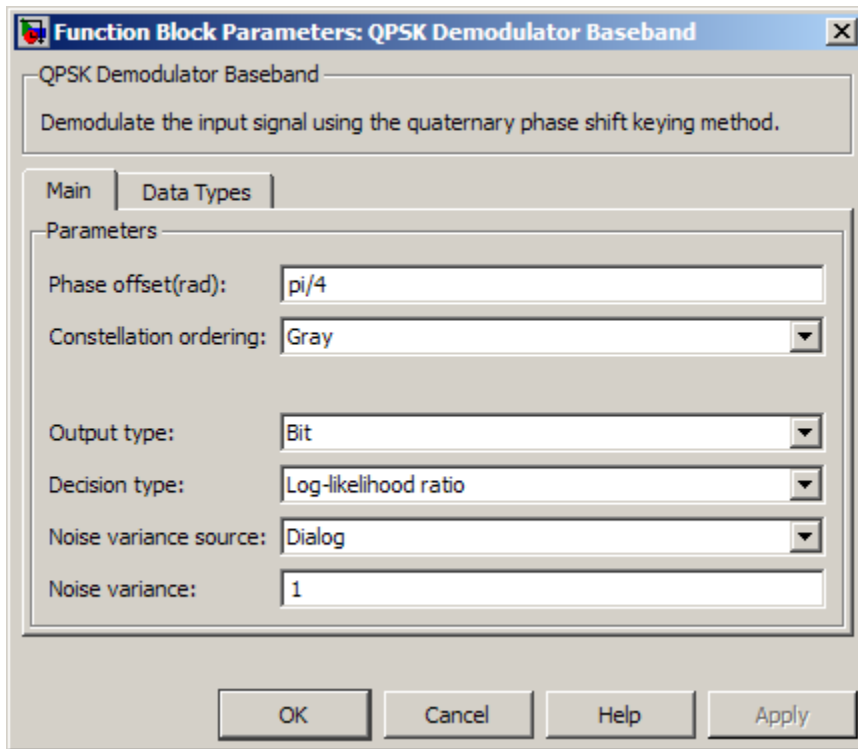 Function Block Parameters: QPSK Demodulator Baseband
QPSK Demodulator Baseband
Demodulate the input signal using the quaternary phase shift keying method.
Main Data Types
Parameters
Phase offset(rad): pi/4
Constellation ordering: Gray
Output type: Bit
Decision type: Log-likelihood ratio
Noise variance source: Dialog
Noise variance: 1
OK Cancel Help Apply